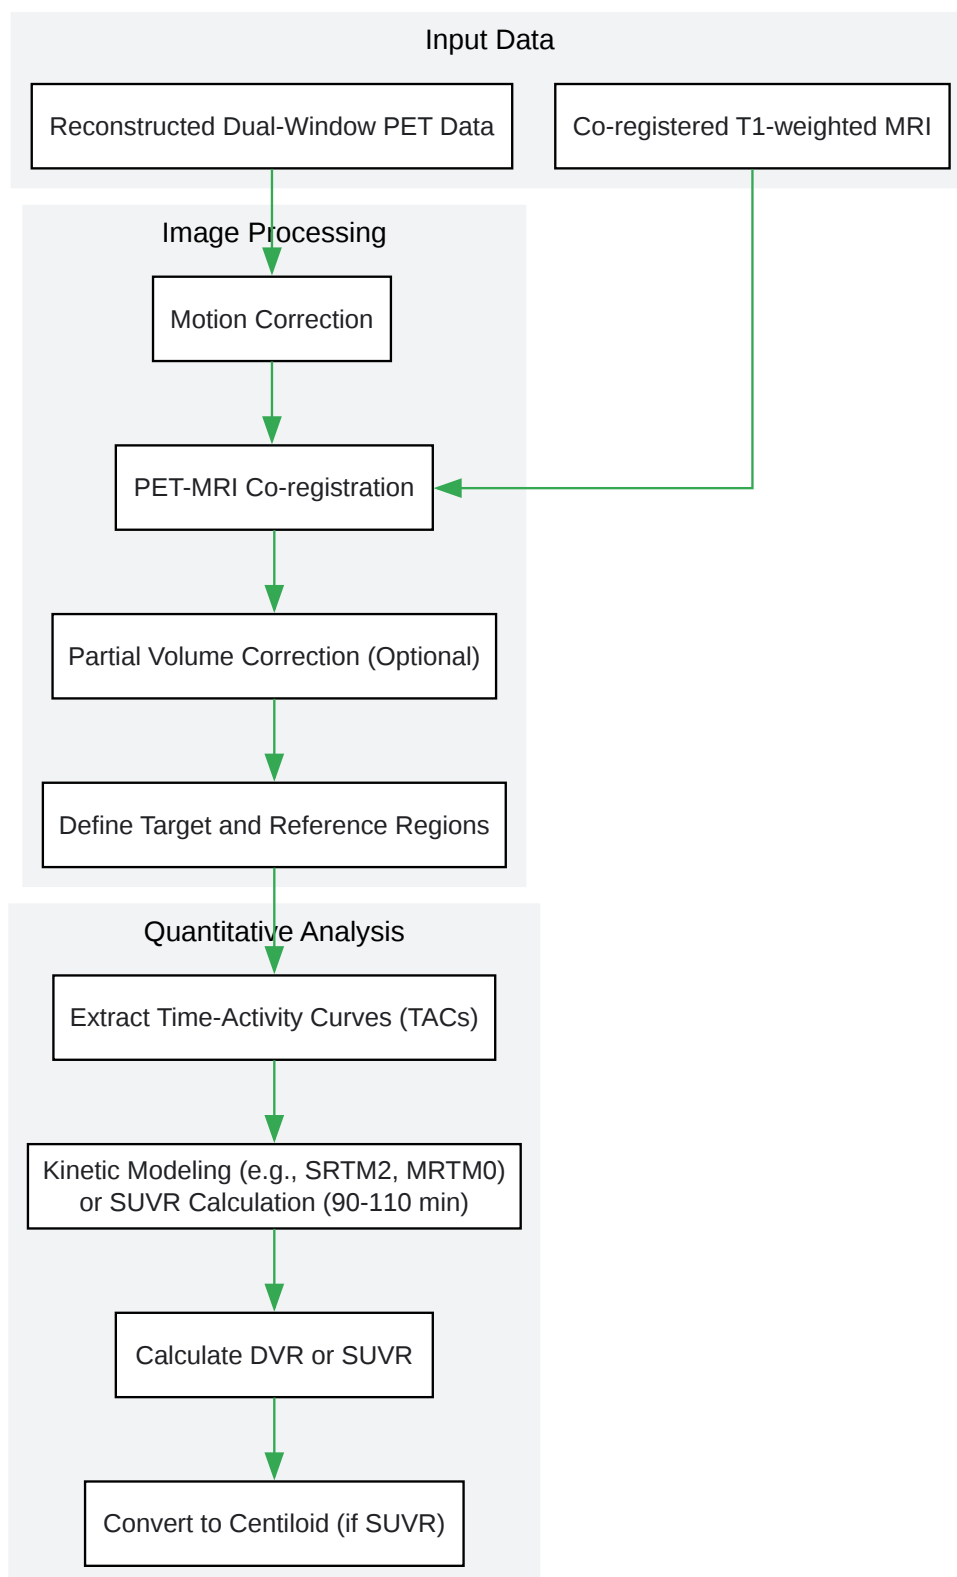 Input Data
Reconstructed Dual-Window PET Data
Co-registered T1-weighted MRI
Image Processing
Motion Correction
PET-MRI Co-registration
Partial Volume Correction (Optional)
Define Target and Reference Regions
Quantitative Analysis
Extract Time-Activity Curves (TACs)
Kinetic Modeling (e.g., SRTM2, MRTM0)
or SUVR Calculation (90-110 min)
Calculate DVR or SUVR
Convert to Centiloid (if SUVR)